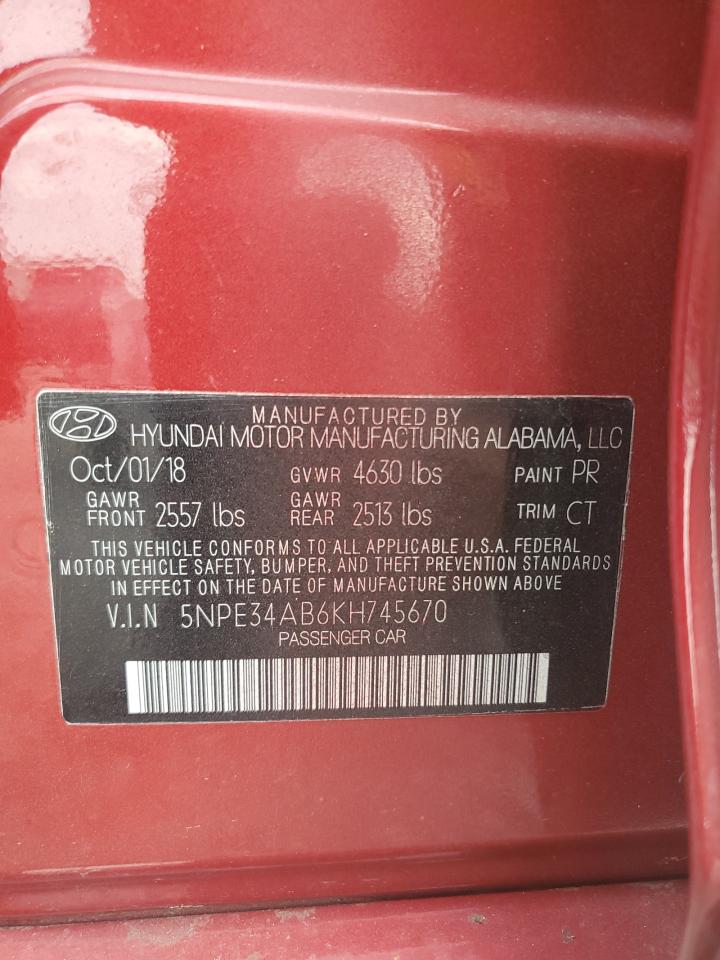 MANUFACTURED BY
HYUNDAI MOTOR MANUFACTURING ALABAMA, LLC
Oct/01/18 GVWR 4630 lbs PAINT PR
GAWR FRONT 2557 lbs GAWR REAR 2513 lbs TRIM CT
THIS VEHICLE CONFORMS TO ALL APPLICABLE U.S.A. FEDERAL
MOTOR VEHICLE SAFETY, BUMPER, AND THEFT PREVENTION STANDARDS
IN EFFECT ON THE DATE OF MANUFACTURE SHOWN ABOVE
V.I.N 5NPE34AB6KH745670
PASSENGER CAR